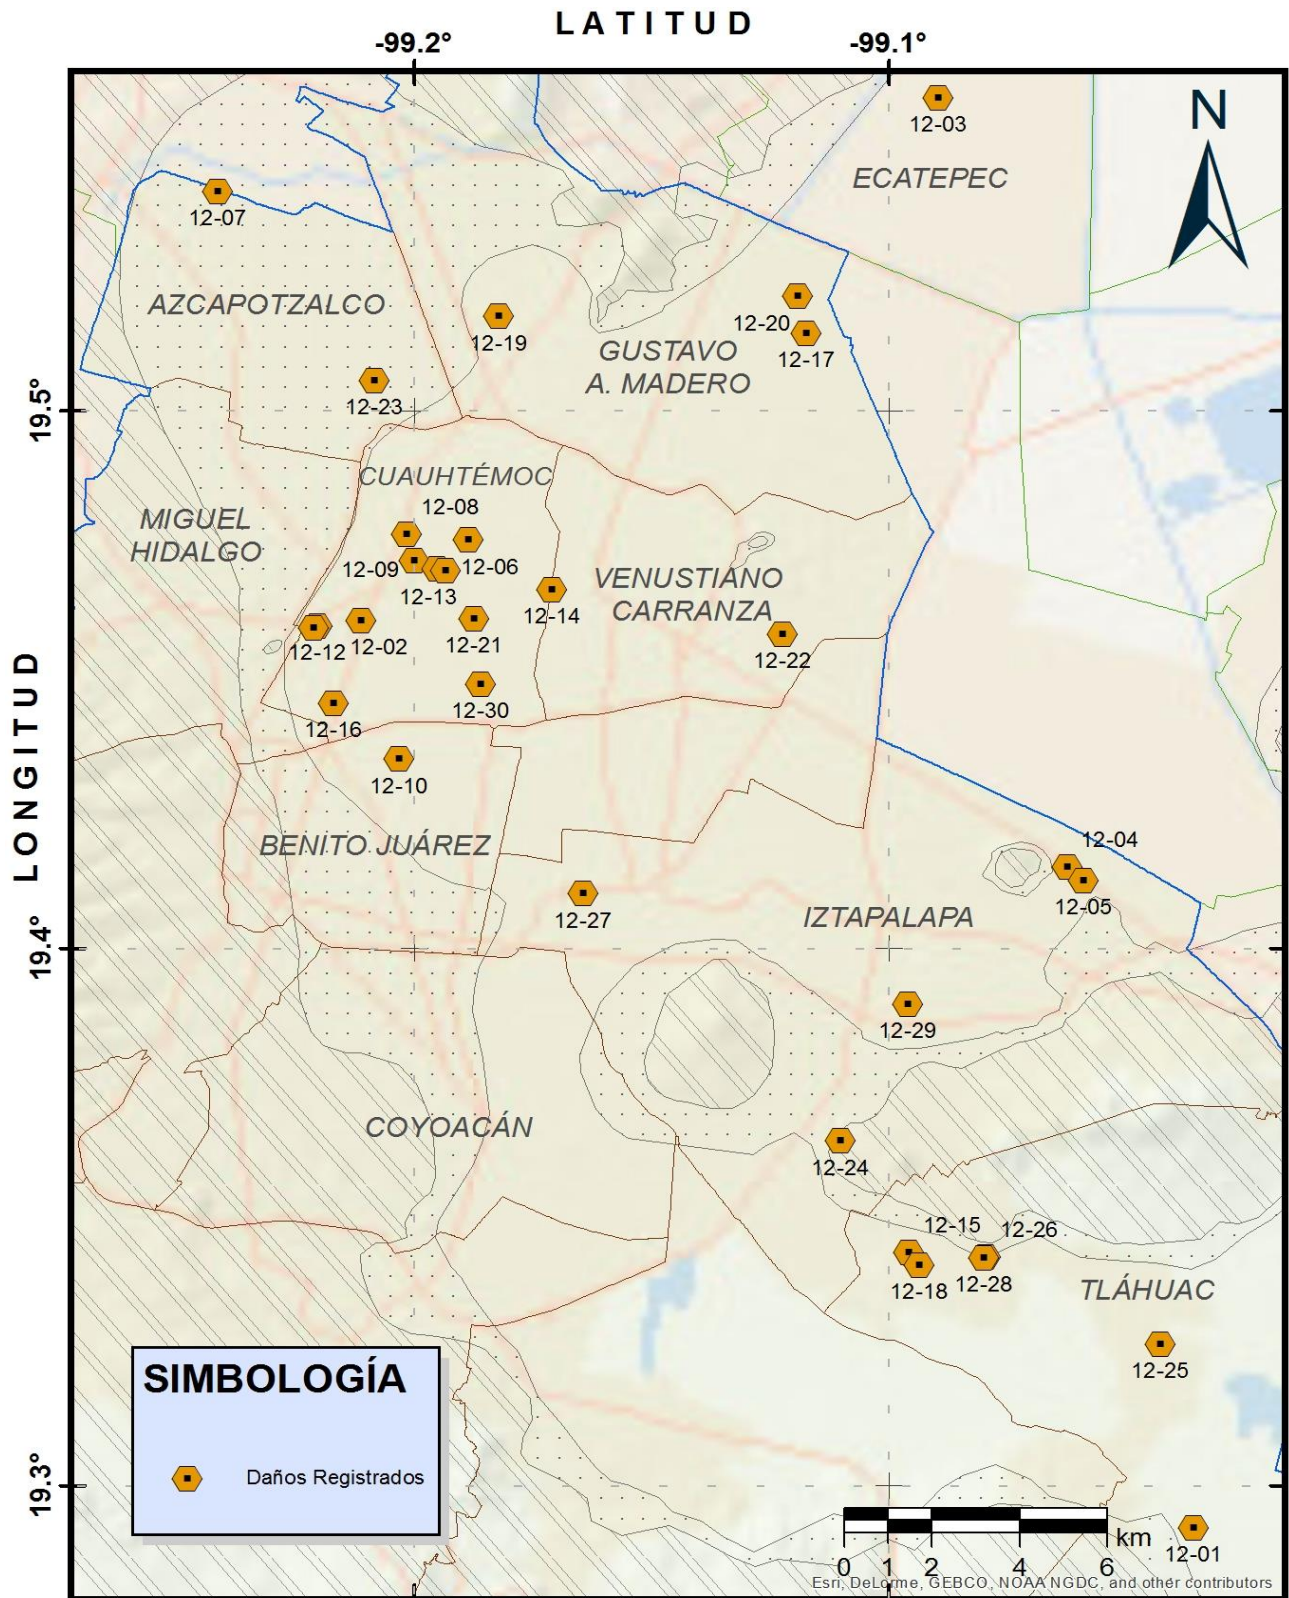 LATITUD
-99.2°
-99.1°
N
12-03
ECATEPEC
12-07
AZCAPOTZALCO
12-20
12-19
12-17
GUSTAVO
A. MADERO
12-23
19.5°
CUAUHTÉMOC
12-08
MIGUEL
HIDALGO
12-09
12-06
12-13
VENUSTIANO
CARRANZA
12-14
12-12
12-02
12-21
12-22
LONGITUD
12-30
12-16
12-10
BENITO JUÁREZ
12-04
12-05
12-27
IZTAPALAPA
19.4°
12-29
COYOACÁN
12-24
12-15
12-26
12-18
12-28
TLÁHUAC
12-25
SIMBOLOGÍA
Daños Registrados
19.3°
km
12-01
0 1 2 4 6
Esri, DeLorme, GEBCO, NOAA NGDC, and other contributors